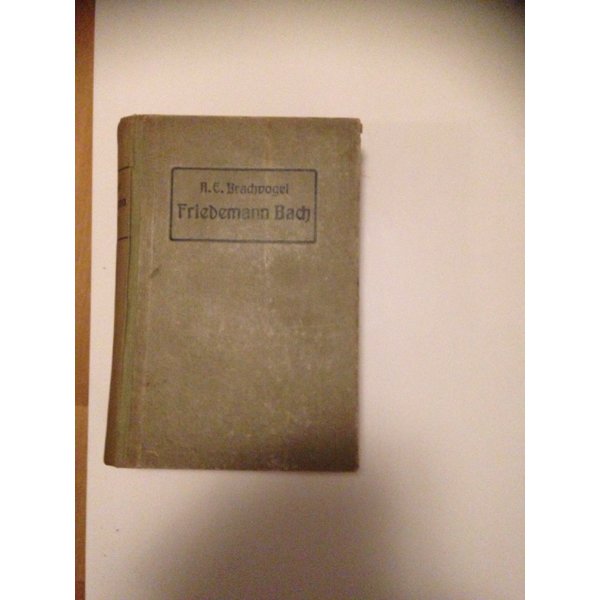 A. E. Brachvogel
Friedemann Bach